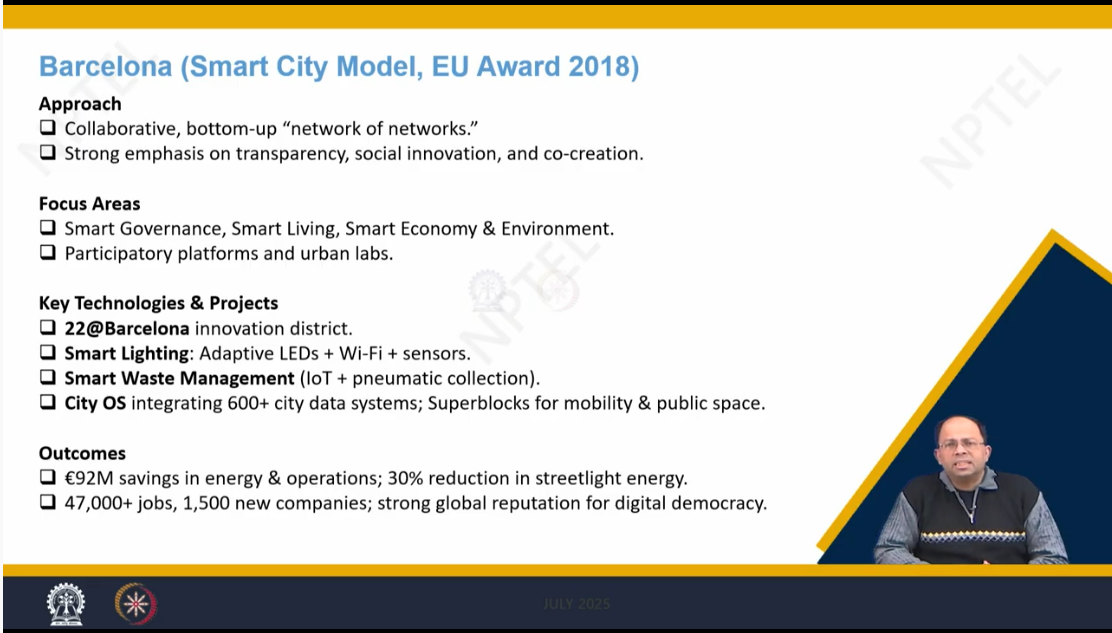 Barcelona (Smart City Model, EU Award 2018)
Approach
❑ Collaborative, bottom-up “network of networks.”
❑ Strong emphasis on transparency, social innovation, and co-creation.
Focus Areas
❑ Smart Governance, Smart Living, Smart Economy & Environment.
❑ Participatory platforms and urban labs.
Key Technologies & Projects
❑ 22@Barcelona innovation district.
❑ Smart Lighting: Adaptive LEDs + Wi-Fi + sensors.
❑ Smart Waste Management (IoT + pneumatic collection).
❑ City OS integrating 600+ city data systems; Superblocks for mobility & public space.
Outcomes
❑ €92M savings in energy & operations; 30% reduction in streetlight energy.
❑ 47,000+ jobs, 1,500 new companies; strong global reputation for digital democracy.
NPTEL
NPTEL
NPTEL
JULY 2025